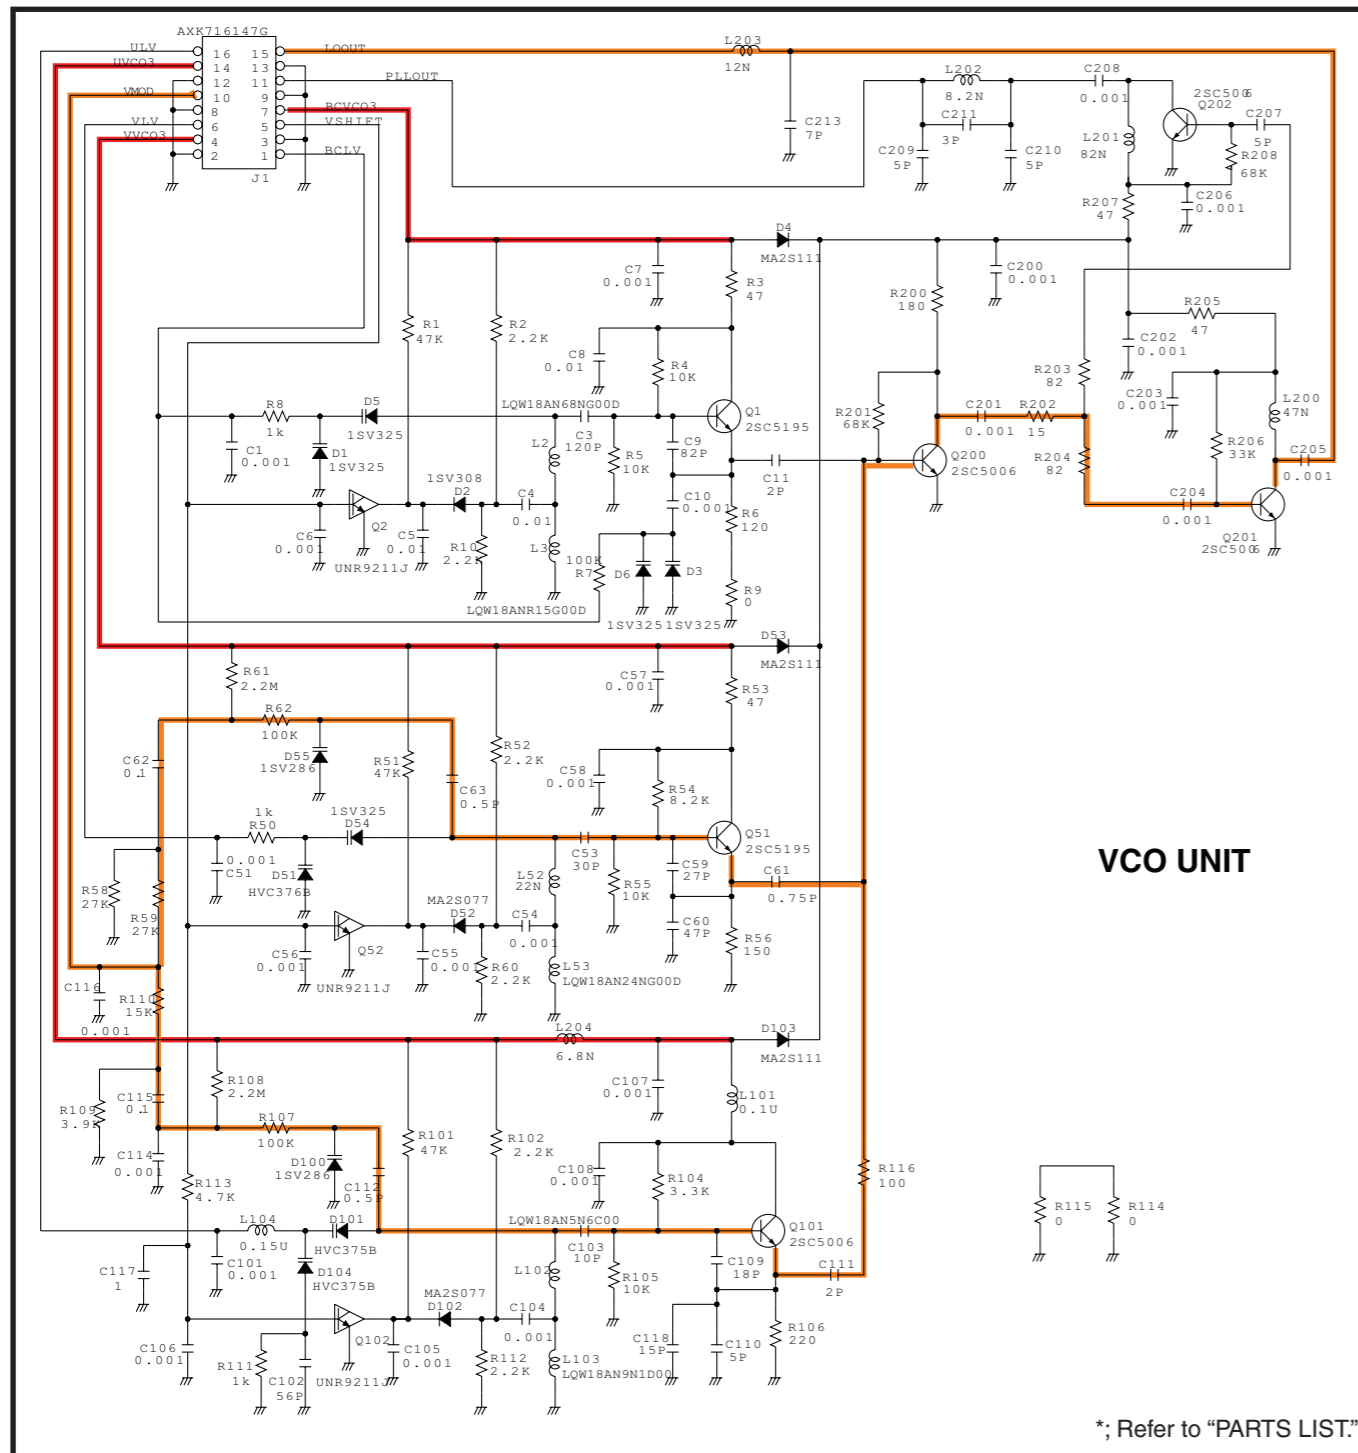 AXK716147G
ULV
UVCO3
VMOD
VLV
VVCO3
16 15
14 13
12 11
10 9
8 7
6 5
4 3
2 1
J1
LOOUT
PLLOUT
BCVCO3
VSHIFT
BCLV
L203
12N
C213
7P
L202
8.2N
C211
3P
C209
5P
C210
5P
C208
0.001
L201
82N
2SC5006
Q202
C207
5P
R208
68K
C206
0.001
R207
47
D4
MA2S111
C7
0.001
R3
47
R1
47K
R2
2.2K
C8
0.01
R4
10K
C200
0.001
R200
180
R205
47
C202
0.001
R203
82
C203
0.001
L200
47N
R8
1k
D5
1SV325
LQW18AN68NG00D
C3
120P
Q1
2SC5195
C1
0.001
D1
1SV325
L2
R5
10K
C9
82P
C11
2P
R201
68K
Q200
2SC5006
C201
0.001
R202
15
R204
82
R206
33K
C205
0.001
C204
0.001
Q201
2SC5006
1SV308
D2
C4
0.01
C10
0.001
R6
120
Q2
UNR9211J
C6
0.001
C5
0.01
R10
2.2K
L3
LQW18ANR15G00D
100K
R7
D6
D3
1SV325
1SV325
R9
0
D53
MA2S111
R61
2.2M
C57
0.001
R53
47
R62
100K
D55
1SV286
C62
0.1
R51
47K
R52
2.2K
C63
0.5P
C58
0.001
R54
8.2K
1k
R50
1SV325
D54
Q51
2SC5195
C53
30P
0.001
C51
D51
HVC376B
L52
22N
R55
10K
C59
27P
C61
0.75P
R58
27K
R59
27K
MA2S077
D52
C54
0.001
C60
47P
R56
150
C56
0.001
Q52
UNR9211J
C55
0.001
R60
2.2K
L53
LQW18AN24NG00D
C116
0.001
R110
15K
L204
6.8N
D103
MA2S111
R108
2.2M
C107
0.001
L101
0.1U
R109
3.9K
C115
0.1
R107
100K
R101
47K
R102
2.2K
C114
0.001
D100
1SV286
C112
0.5P
C108
0.001
R104
3.3K
R116
100
R113
4.7K
L104
0.15U
D101
HVC375B
LQW18AN5N6C00
C103
10P
Q101
2SC5006
C101
0.001
C117
1
D104
HVC375B
L102
R105
10K
C109
18P
C111
2P
MA2S077
D102
C104
0.001
C106
0.001
Q102
UNR9211J
C105
0.001
R111
1k
C102
56P
R112
2.2K
L103
LQW18AN9N1D00
C118
15P
C110
5P
R106
220
R115
0
R114
0
VCO UNIT
*; Refer to “PARTS LIST.”